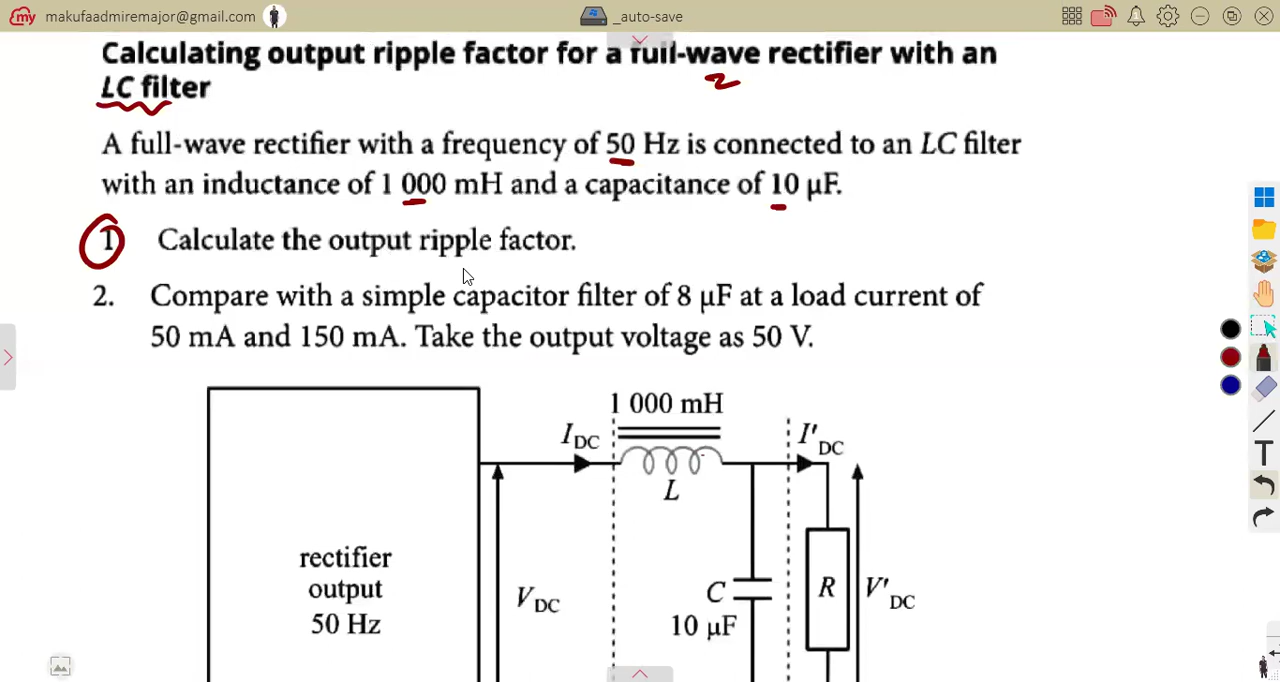 my makufaadmiremajor@gmail.com _auto-save
Calculating output ripple factor for a full-wave rectifier with an
LC filter
A full-wave rectifier with a frequency of 50 Hz is connected to an LC filter
with an inductance of 1 000 mH and a capacitance of 10 μF.
1 Calculate the output ripple factor.
2. Compare with a simple capacitor filter of 8 μF at a load current of
50 mA and 150 mA. Take the output voltage as 50 V.
1 000 mH
I DC
I' DC
L
rectifier
output
50 Hz
V DC
C
10 μF
R
V' DC
T